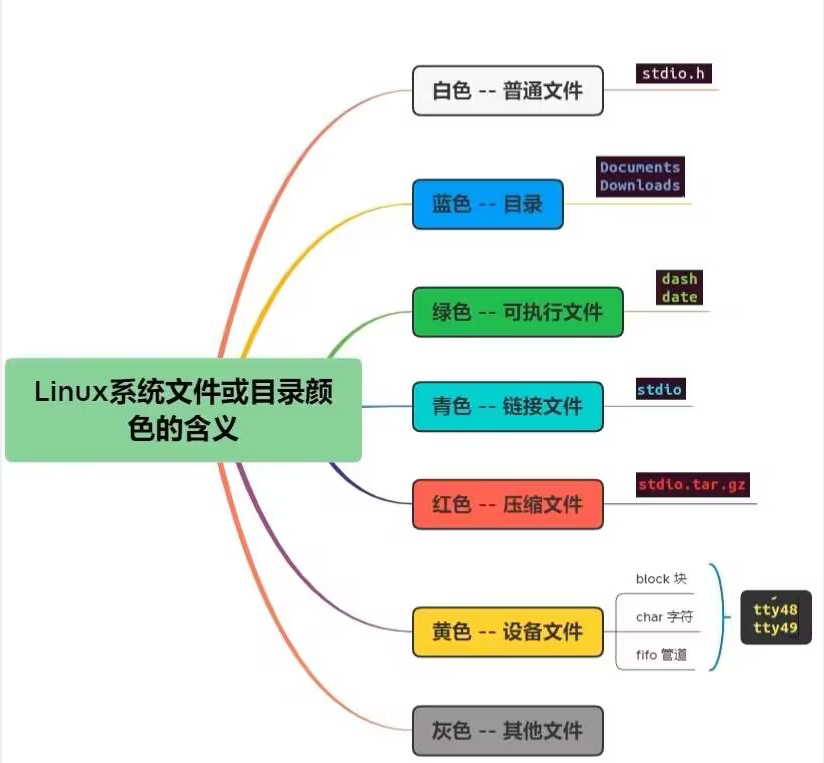 白色 -- 普通文件
stdio.h
蓝色 -- 目录
Documents
Downloads
绿色 -- 可执行文件
dash
date
Linux系统文件或目录颜
色的含义
青色 -- 链接文件
stdio
红色 -- 压缩文件
stdio.tar.gz
黄色 -- 设备文件
block 块
char 字符
fifo 管道
tty48
tty49
灰色 -- 其他文件